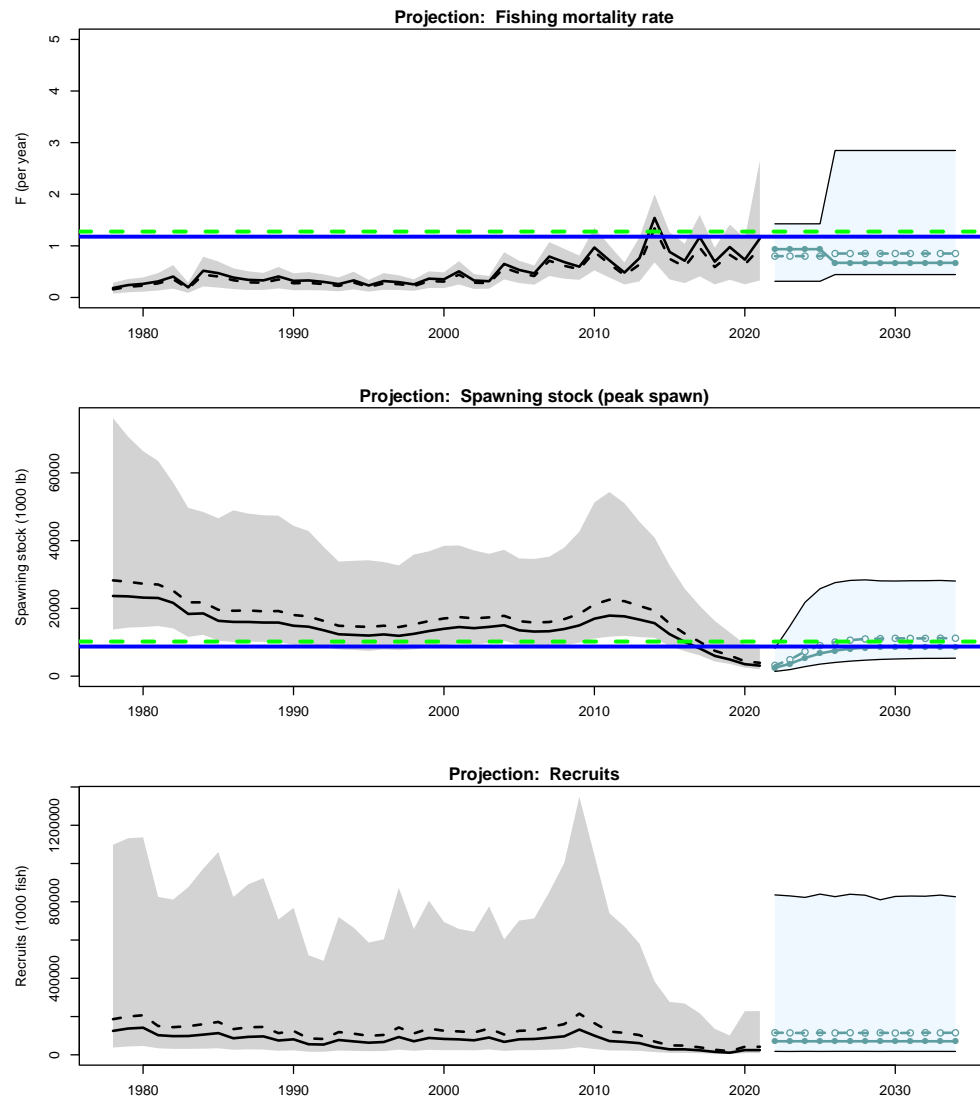 Projection: Fishing mortality rate
F (per year)
5
4
3
2
1
0
1980 1990 2000 2010 2020 2030
Projection: Spawning stock (peak spawn)
Spawning stock (1000 lb)
60000
40000
20000
0
1980 1990 2000 2010 2020 2030
Projection: Recruits
Recruits (1000 fish)
1200000
800000
400000
0
1980 1990 2000 2010 2020 2030